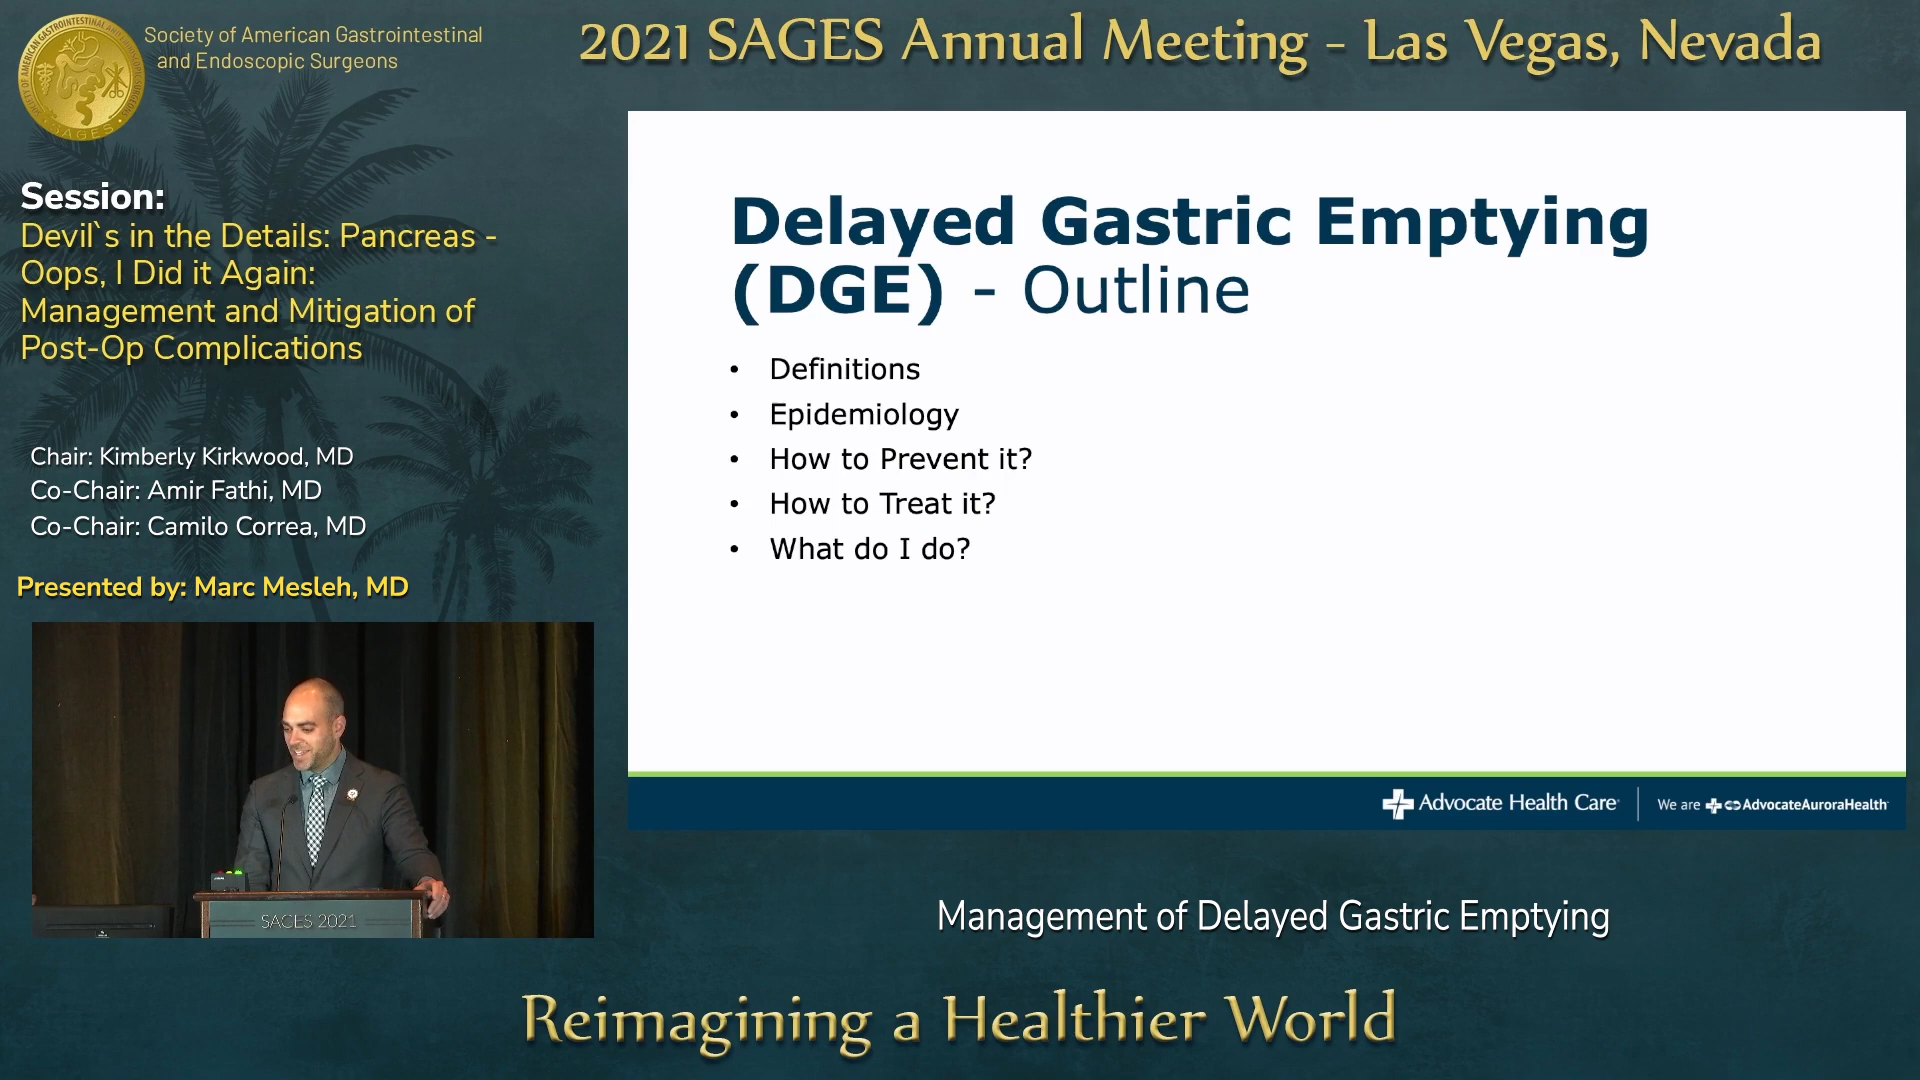 Society of American Gastrointestinal
and Endoscopic Surgeons
2021 SAGES Annual Meeting - Las Vegas, Nevada
Session:
Devil`s in the Details: Pancreas -
Oops, I Did it Again:
Management and Mitigation of
Post-Op Complications
Chair: Kimberly Kirkwood, MD
Co-Chair: Amir Fathi, MD
Co-Chair: Camilo Correa, MD
Presented by: Marc Mesleh, MD
SAGES 2021
Delayed Gastric Emptying
(DGE) - Outline
• Definitions
• Epidemiology
• How to Prevent it?
• How to Treat it?
• What do I do?
Advocate Health Care
We are AdvocateAuroraHealth
Management of Delayed Gastric Emptying
Reimagining a Healthier World